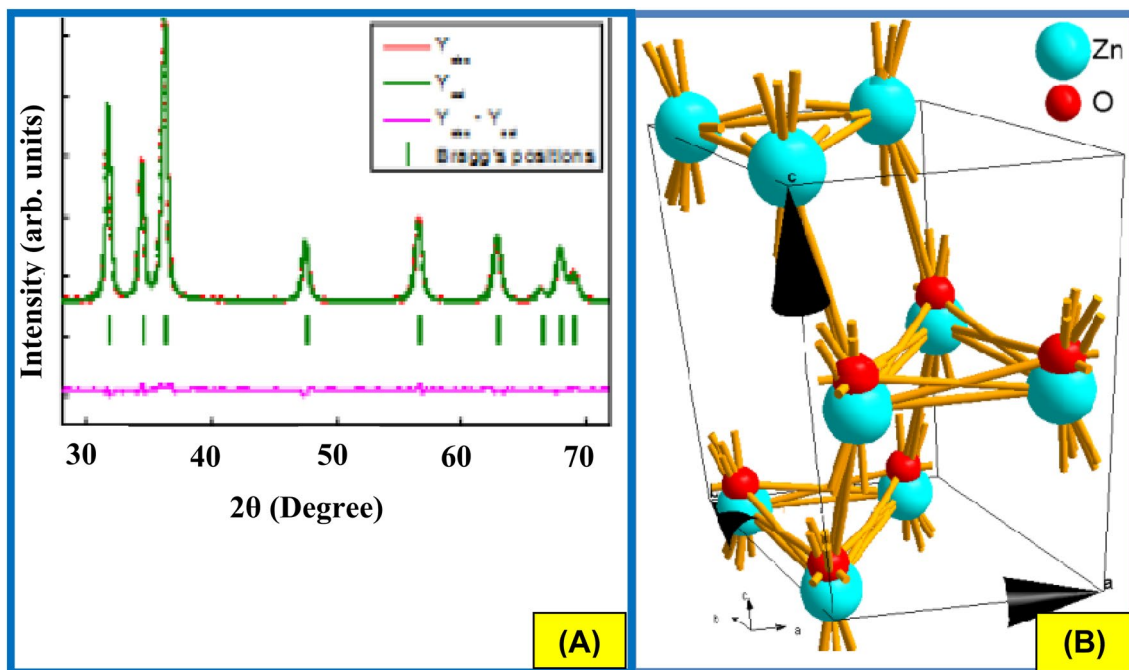 Intensity (arb. units)
Bragg's positions
30 40 50 60 70
2θ (Degree)
(A)
Zn
O
c
b
a
c
b
a
(B)